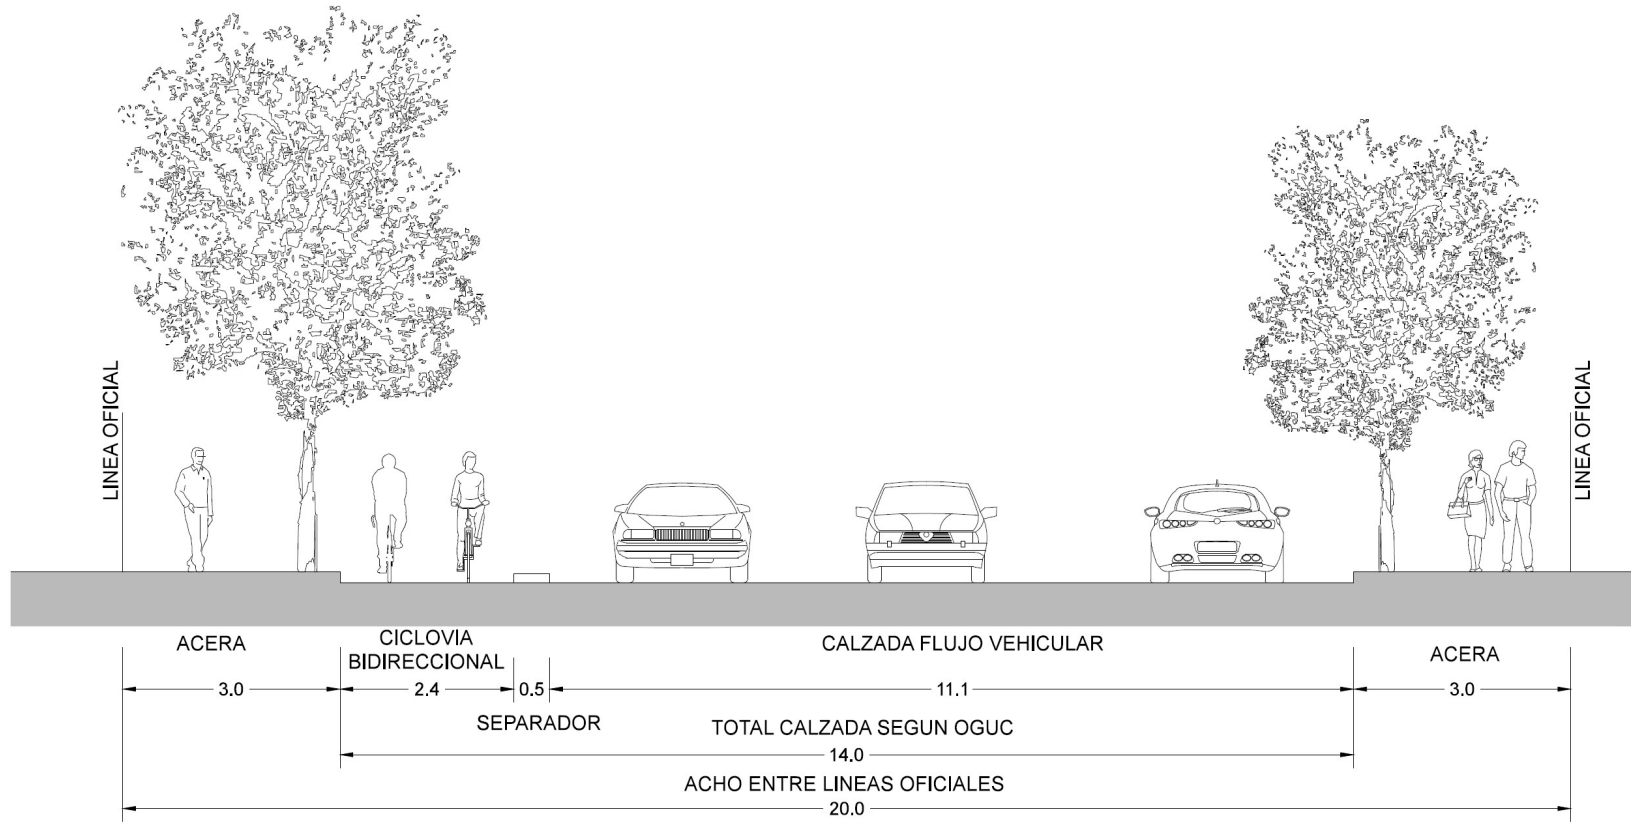 LINEA OFICIAL
LINEA OFICIAL
ACERA
CICLOVIA
BIDIRECCIONAL
CALZADA FLUJO VEHICULAR
ACERA
3.0
2.4
0.5
11.1
3.0
SEPARADOR
TOTAL CALZADA SEGUN OGUC
14.0
ACHO ENTRE LINEAS OFICIALES
20.0